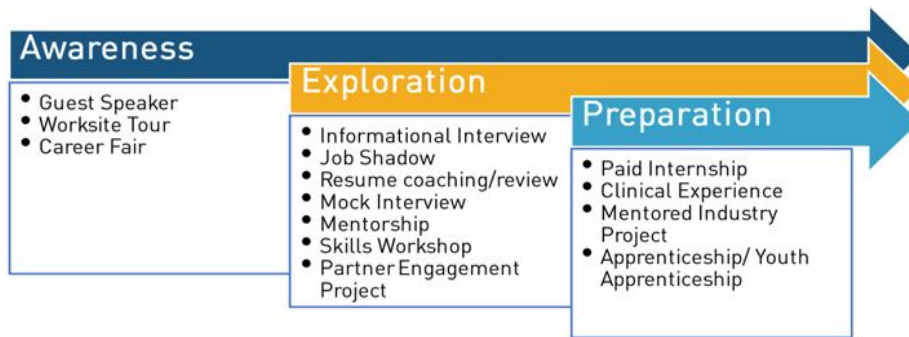 Awareness
• Guest Speaker
• Worksite Tour
• Career Fair
Exploration
• Informational Interview
• Job Shadow
• Resume coaching/review
• Mock Interview
• Mentorship
• Skills Workshop
• Partner Engagement
Project
Preparation
• Paid Internship
• Clinical Experience
• Mentored Industry
Project
• Apprenticeship/ Youth
Apprenticeship